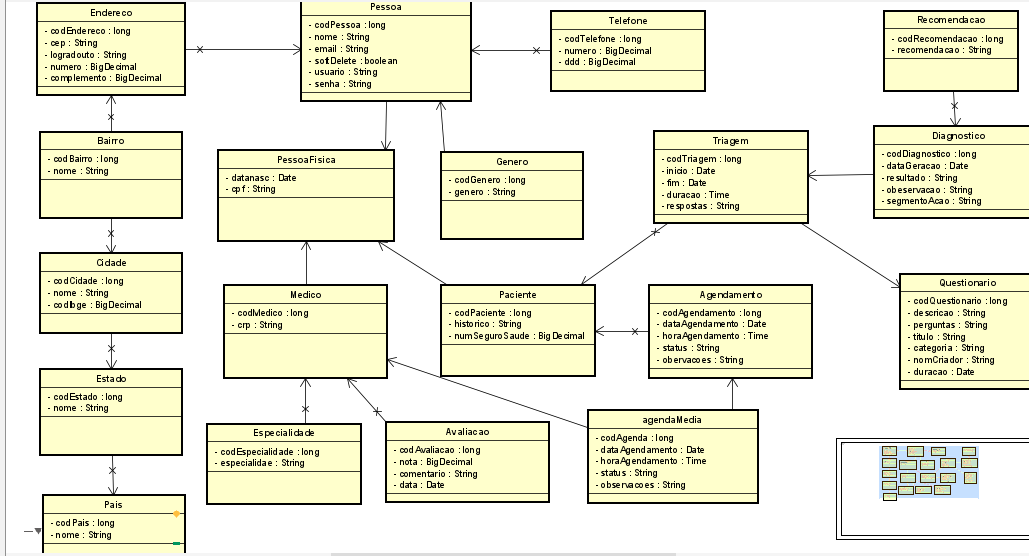 Endereco
- codEndereco : long
- cep : String
- logradouto : String
- numero : BigDecimal
- complemento : BigDecimal
Pessoa
- codPessoa : long
- nome : String
- email : String
- sofDelete : boolean
- usuario : String
- senha : String
Telefone
- codTelefone : long
- numero : BigDecimal
- ddd : BigDecimal
Recomendacao
- codRecomendacao : long
- recomendacao : String
Bairro
- codBairro : long
- nome : String
PessoaFisica
- datanasc : Date
- cpf : String
Genero
- codGenero : long
- genero : String
Triagem
- codTriagem : long
- inicio : Date
- fim : Date
- duracao : Time
- respostas : String
Diagnostico
- codDiagnostico : long
- dataGeracao : Date
- resultado : String
- obeservacao : String
- segmentoAcao : String
Cidade
- codCidade : long
- nome : String
- codIbge : BigDecimal
Medico
- codMedico : long
- crp : String
Paciente
- codPaciente : long
- historico : String
- numSeguroSaude : BigDecimal
Agendamento
- codAgendamento : long
- dataAgendamento : Date
- horaAgendamento : Time
- status : String
- obervacoes : String
Questionario
- codQuestionario : long
- descricao : String
- perguntas : String
- titulo : String
- categoria : String
- nomCriador : String
- duracao : Date
Estado
- codEstado : long
- nome : String
Especialidade
- codEspecialidade : long
- especialidae : String
Avaliacao
- codAvaliacao : long
- nota : BigDecimal
- comentario : String
- data : Date
agendaMedia
- codAgenda : long
- dataAgendamento : Date
- horaAgendamento : Time
- status : String
- observacoes : String
Pais
- codPais : long
- nome : String